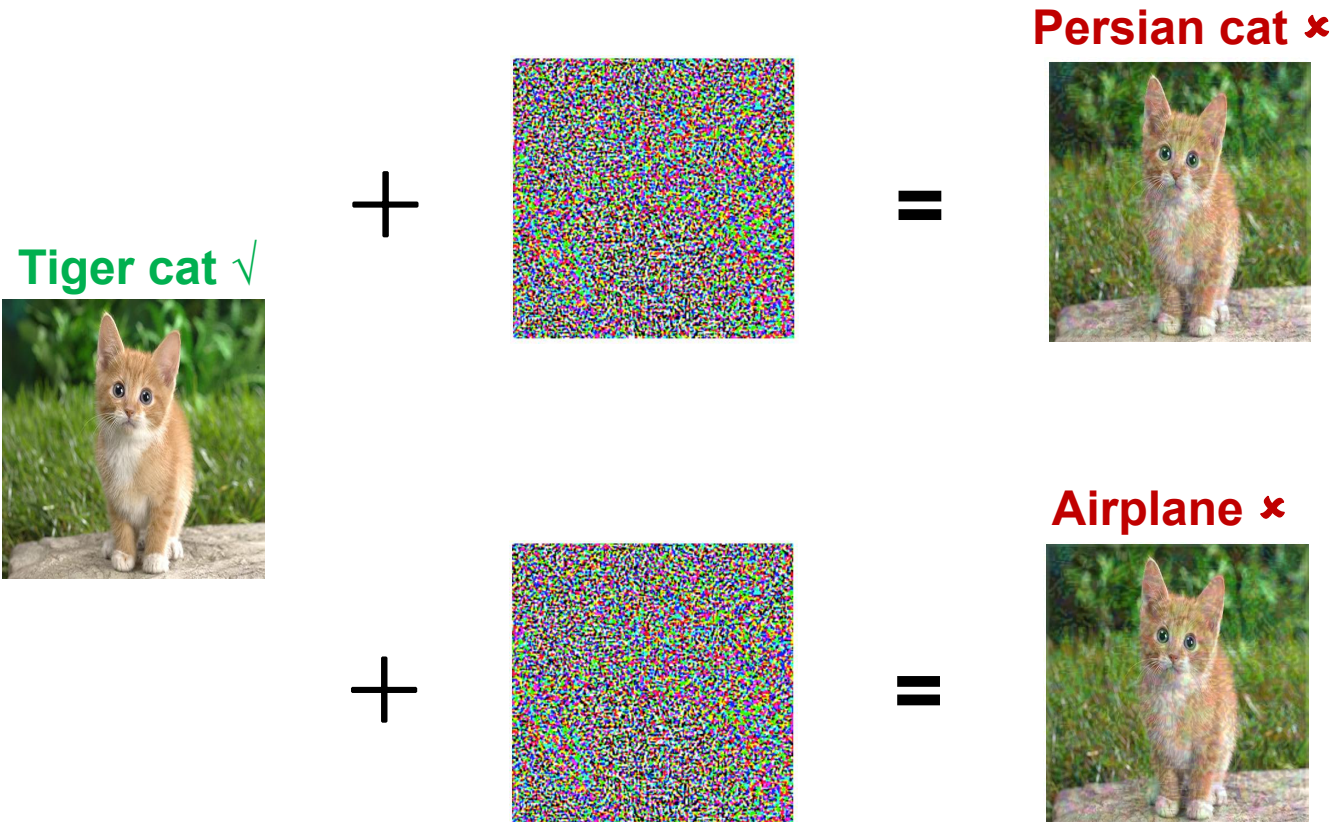 Persian cat ✘
Tiger cat √
Airplane ✘